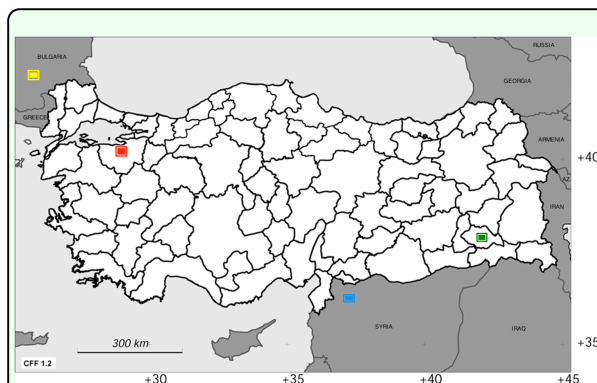 RUSSIA
BULGARIA
GEORGIA
GREECE
ARMENIA
+40
AZ
IRAN
SYRIA
IRAQ
300 km
+35
CFF 1.2
+30
+35
+40
+45